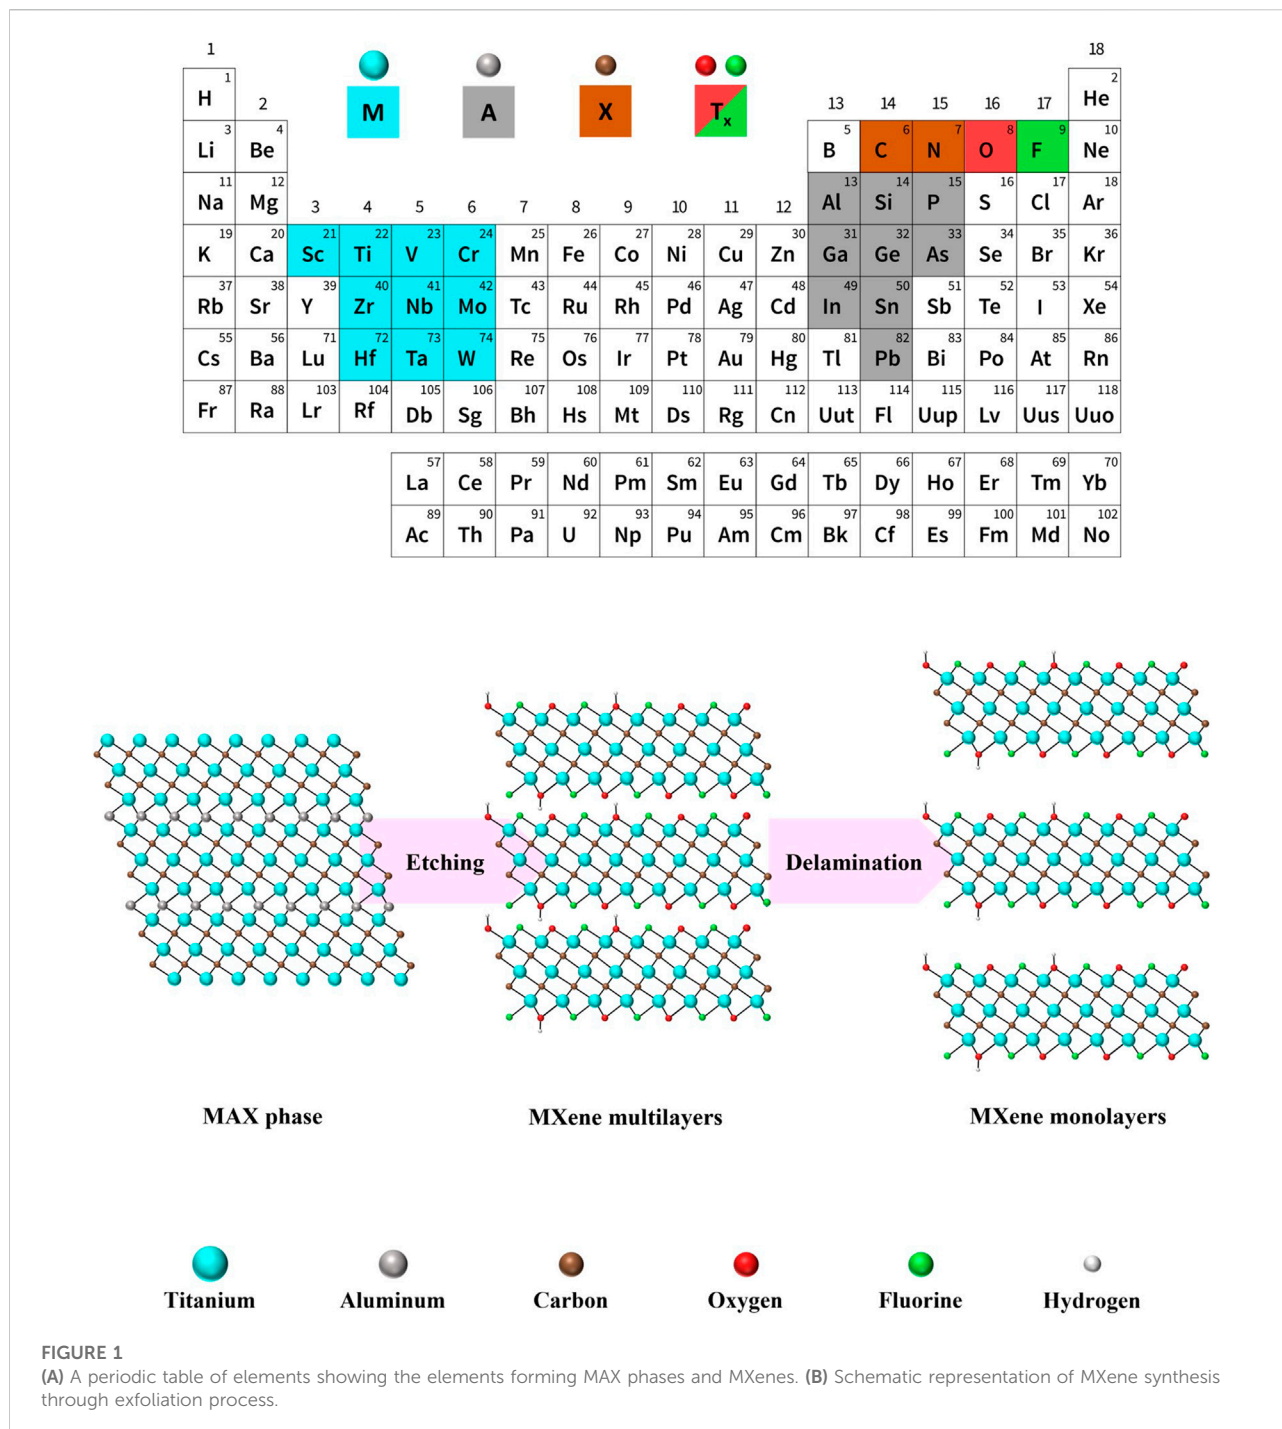 1 18
M A X Tx
1 2
H He
2 13 14 15 16 17
3 4 5 6 7 8 9 10
Li Be B C N O F Ne
11 12 13 14 15 16 17 18
Na Mg Al Si P S Cl Ar
3 4 5 6 7 8 9 10 11 12
19 20 21 22 23 24 25 26 27 28 29 30 31 32 33 34 35 36
K Ca Sc Ti V Cr Mn Fe Co Ni Cu Zn Ga Ge As Se Br Kr
37 38 39 40 41 42 43 44 45 46 47 48 49 50 51 52 53 54
Rb Sr Y Zr Nb Mo Tc Ru Rh Pd Ag Cd In Sn Sb Te I Xe
55 56 71 72 73 74 75 76 77 78 79 80 81 82 83 84 85 86
Cs Ba Lu Hf Ta W Re Os Ir Pt Au Hg Tl Pb Bi Po At Rn
87 88 103 104 105 106 107 108 109 110 111 112 113 114 115 116 117 118
Fr Ra Lr Rf Db Sg Bh Hs Mt Ds Rg Cn Uut Fl Uup Lv Uus Uuo
57 58 59 60 61 62 63 64 65 66 67 68 69 70
La Ce Pr Nd Pm Sm Eu Gd Tb Dy Ho Er Tm Yb
89 90 91 92 93 94 95 96 97 98 99 100 101 102
Ac Th Pa U Np Pu Am Cm Bk Cf Es Fm Md No
Etching Delamination
MAX phase MXene multilayers MXene monolayers
Titanium Aluminum Carbon Oxygen Fluorine Hydrogen
FIGURE 1
(A) A periodic table of elements showing the elements forming MAX phases and MXenes. (B) Schematic representation of MXene synthesis
through exfoliation process.